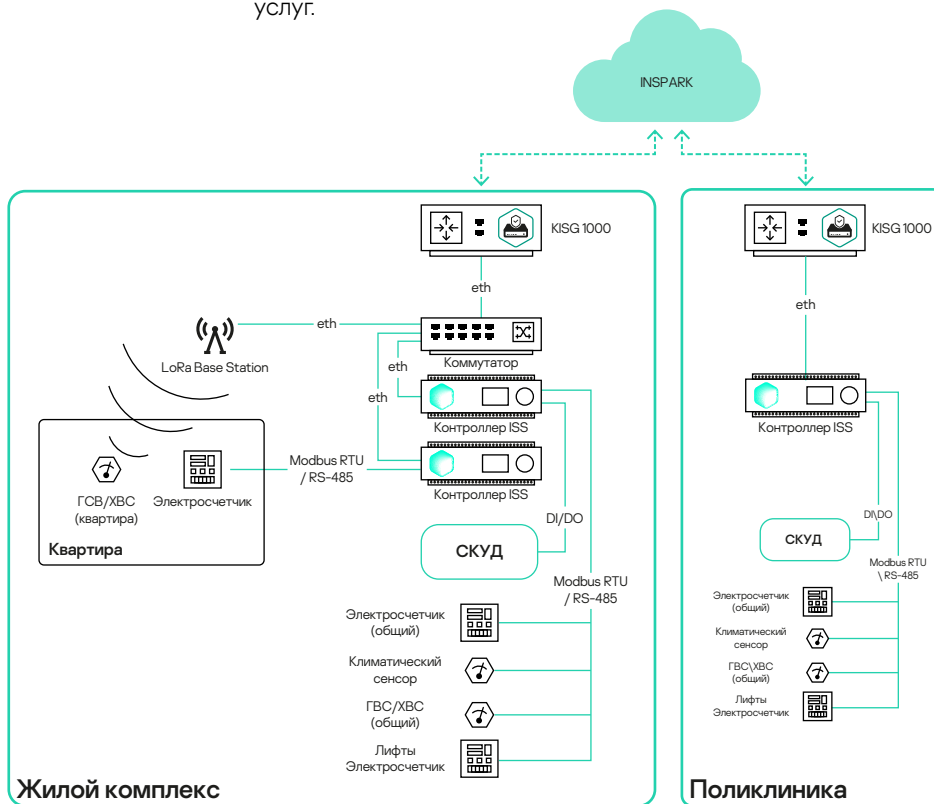 услуг.
INSPARK
KISG 1000
eth
eth
LoRa Base Station
Коммутатор
eth
eth
Контроллер ISS
Контроллер ISS
Modbus RTU
/ RS-485
ГСВ/ХВС
(квартира)
Электросчетчик
Квартира
DI/DO
СКУД
Modbus RTU
/ RS-485
Электросчетчик
(общий)
Климатический
сенсор
ГВС/ХВС
(общий)
Лифты
Электросчетчик
Жилой комплекс
KISG 1000
eth
Контроллер ISS
DI\DO
СКУД
Modbus RTU
\ RS-485
Электросчетчик
(общий)
Климатический
сенсор
ГВС\ХВС
(общий)
Лифты
Электросчетчик
Поликлиника